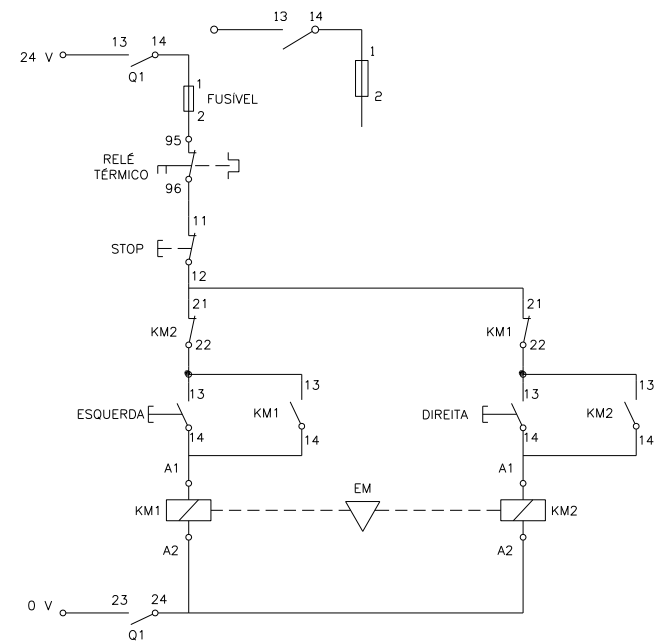 13 14
24 V 13 14
Q1
1
2
1
FUSÍVEL
2
95
RELÉ
TÉRMICO
96
11
STOP
12
21 21
KM2 KM1
22 22
13 13 13 13
ESQUERDA KM1 DIREITA KM2
14 14 14 14
A1 A1
EM
KM1 KM2
A2 A2
0 V 23 24
Q1